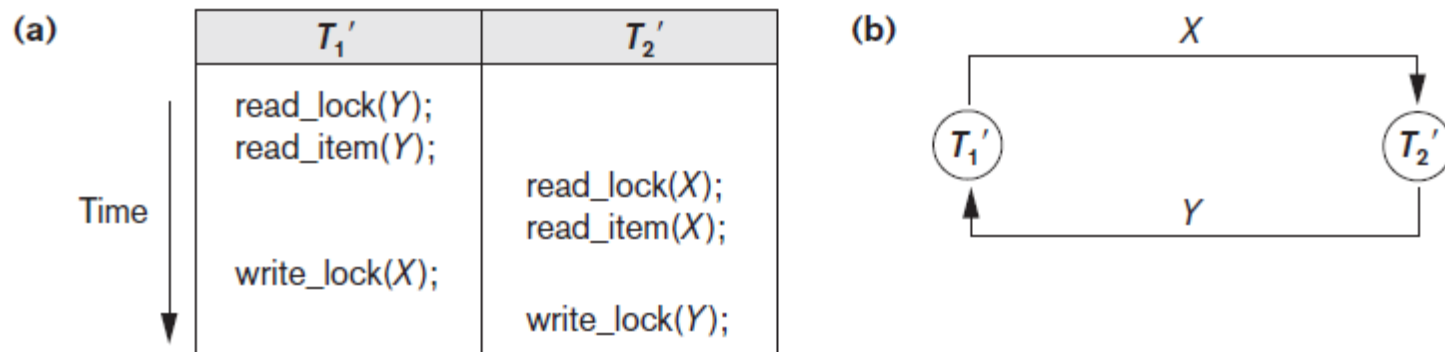 (a)
T₁′ T₂′
read_lock(Y);
read_item(Y);
read_lock(X);
Time
read_item(X);
write_lock(X);
write_lock(Y);
(b)
X
T₁′ T₂′
Y